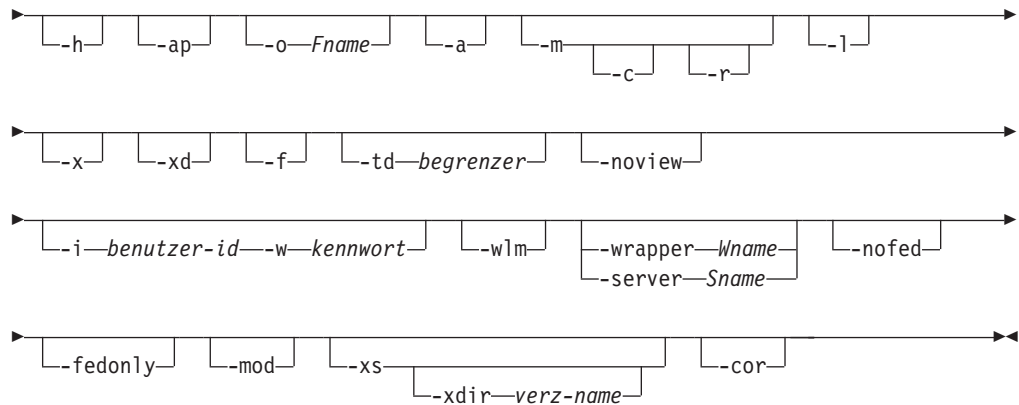 -h -ap -o Fname -a -m -l
-c -r
-x -xd -f -td begrenzer -noview
-i benutzer-id -w kennwort -wlm -wrapper Wname -nofed
-server Sname
-fedonly -mod -xs -cor
-xdir verz-name